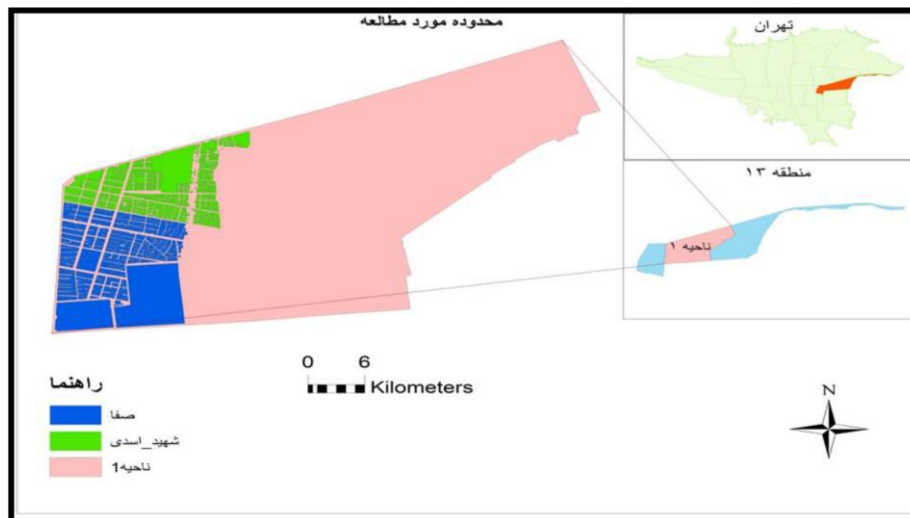 محدوده مورد مطالعه
تهران
منطقه ۱۳
ناحیه ۱
0 6
Kilometers
N
راهنما
صفا
شهید_اسدی
ناحیه1